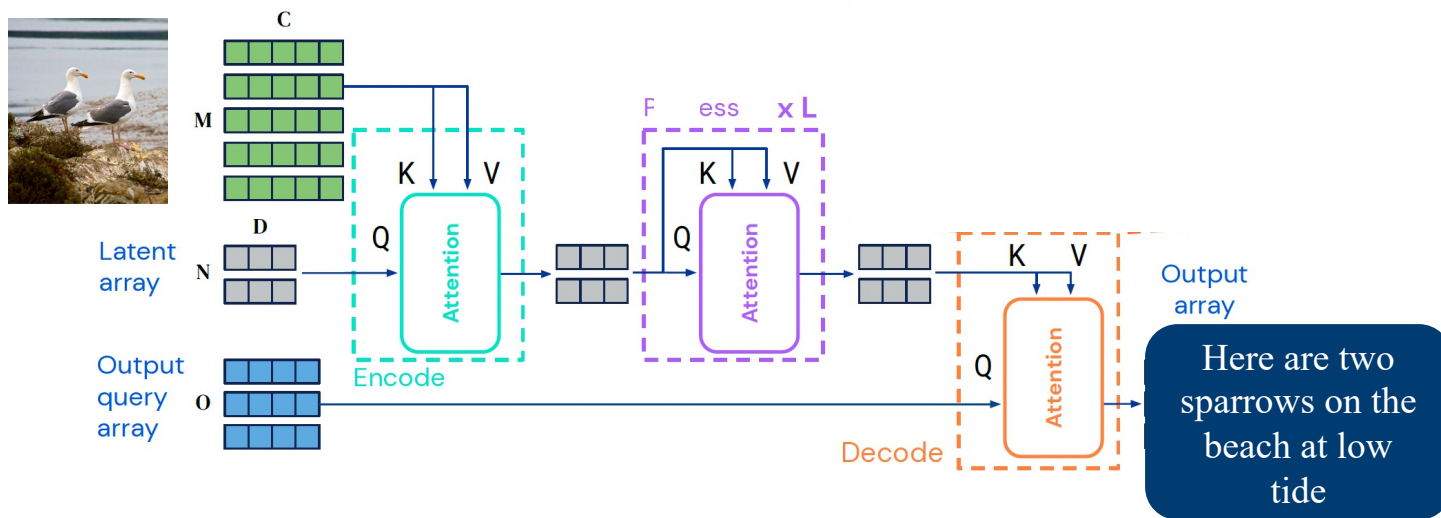 C
M
F ess x L
K V
K V
D
Latent
array
N
Q
Attention
Q
Attention
K V
Output
array
Encode
Output
query
array
O
Q
Attention
Decode
Here are two
sparrows on the
beach at low
tide